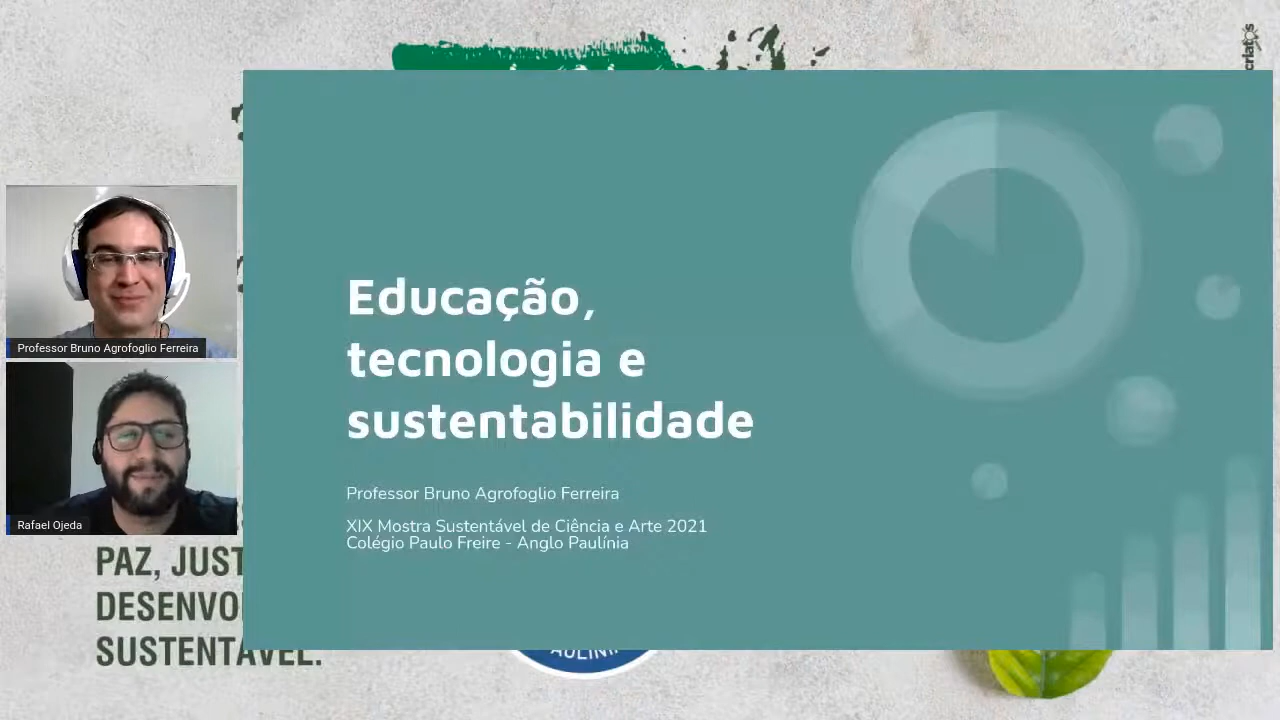 criatos
Professor Bruno Agrofoglio Ferreira
Rafael Ojeda
Educação,
tecnologia e
sustentabilidade
Professor Bruno Agrofoglio Ferreira
XIX Mostra Sustentável de Ciência e Arte 2021
Colégio Paulo Freire - Anglo Paulínia
PAZ, JUST
DESENVO
SUSTENTÁVEL.